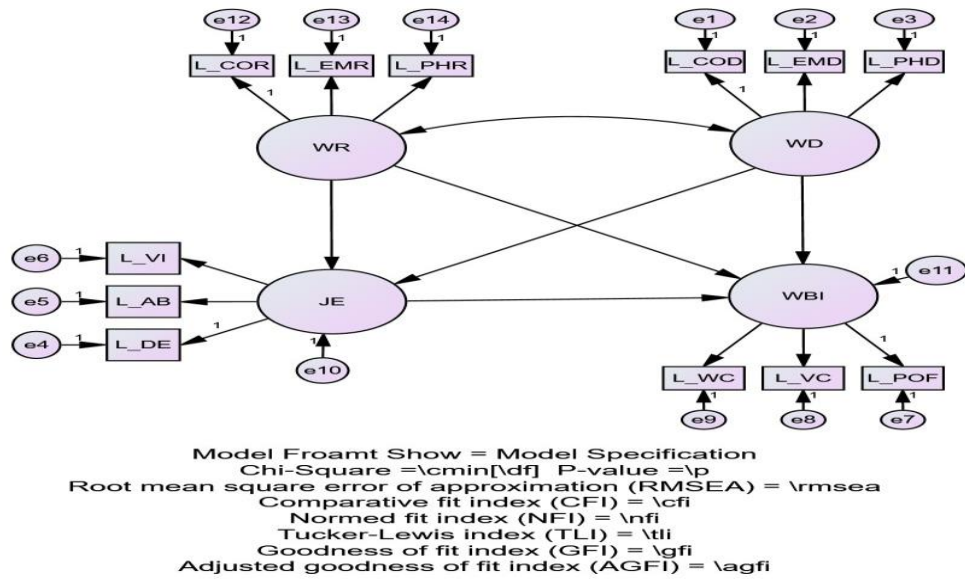 e12 e13 e14 e1 e2 e3
1 1 1 1 1 1
L_COR L_EMR L_PHR L_COD L_EMD L_PHD
1 1
WR WD
e6 1 L_VI
e5 1 L_AB JE WBI 1 e11
e4 1 L_DE 1
1 1
e10
L_WC L_VC L_POF
1 1 1
e9 e8 e7
Model Froamt Show = Model Specification
Chi-Square =\cmin[\df] P-value =\p
Root mean square error of approximation (RMSEA) = \rmsea
Comparative fit index (CFI) = \cfi
Normed fit index (NFI) = \nfi
Tucker-Lewis index (TLI) = \tli
Goodness of fit index (GFI) = \gfi
Adjusted goodness of fit index (AGFI) = \agfi